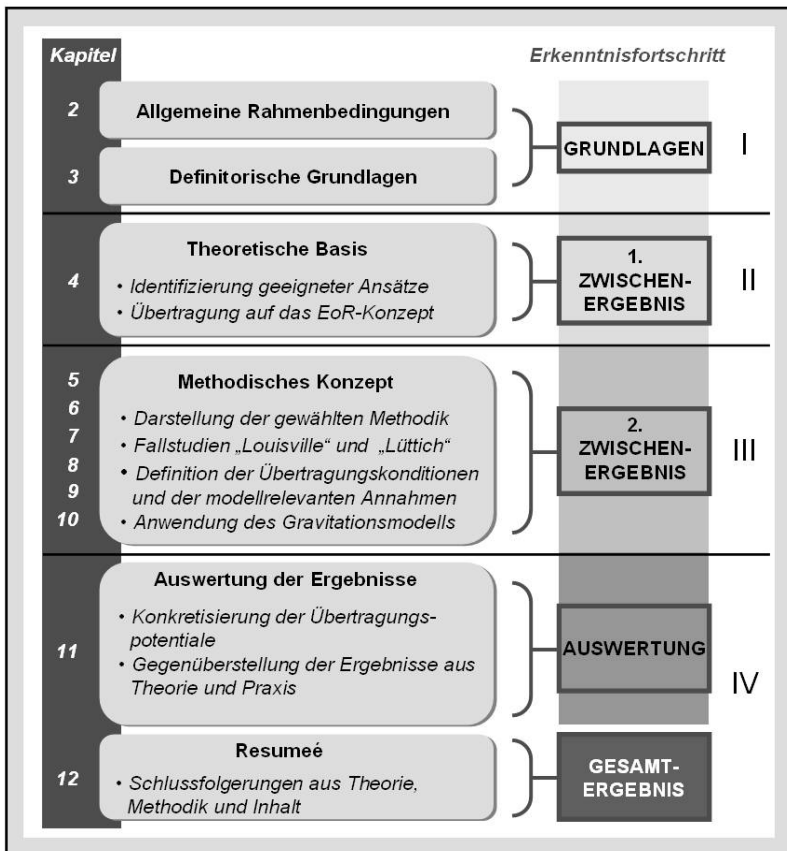 Kapitel
Erkenntnisfortschritt
2
Allgemeine Rahmenbedingungen
3
Definitorische Grundlagen
GRUNDLAGEN
I
4
Theoretische Basis
• Identifizierung geeigneter Ansätze
• Übertragung auf das EoR-Konzept
1.
ZWISCHEN-
ERGEBNIS
II
5
6
7
8
9
10
Methodisches Konzept
• Darstellung der gewählten Methodik
• Fallstudien „Louisville“ und „Lüttich“
• Definition der Übertragungskonditionen
und der modellrelevanten Annahmen
• Anwendung des Gravitationsmodells
2.
ZWISCHEN-
ERGEBNIS
III
11
Auswertung der Ergebnisse
• Konkretisierung der Übertragungs-
potentiale
• Gegenüberstellung der Ergebnisse aus
Theorie und Praxis
AUSWERTUNG
IV
12
Resumeé
• Schlussfolgerungen aus Theorie,
Methodik und Inhalt
GESAMT-
ERGEBNIS